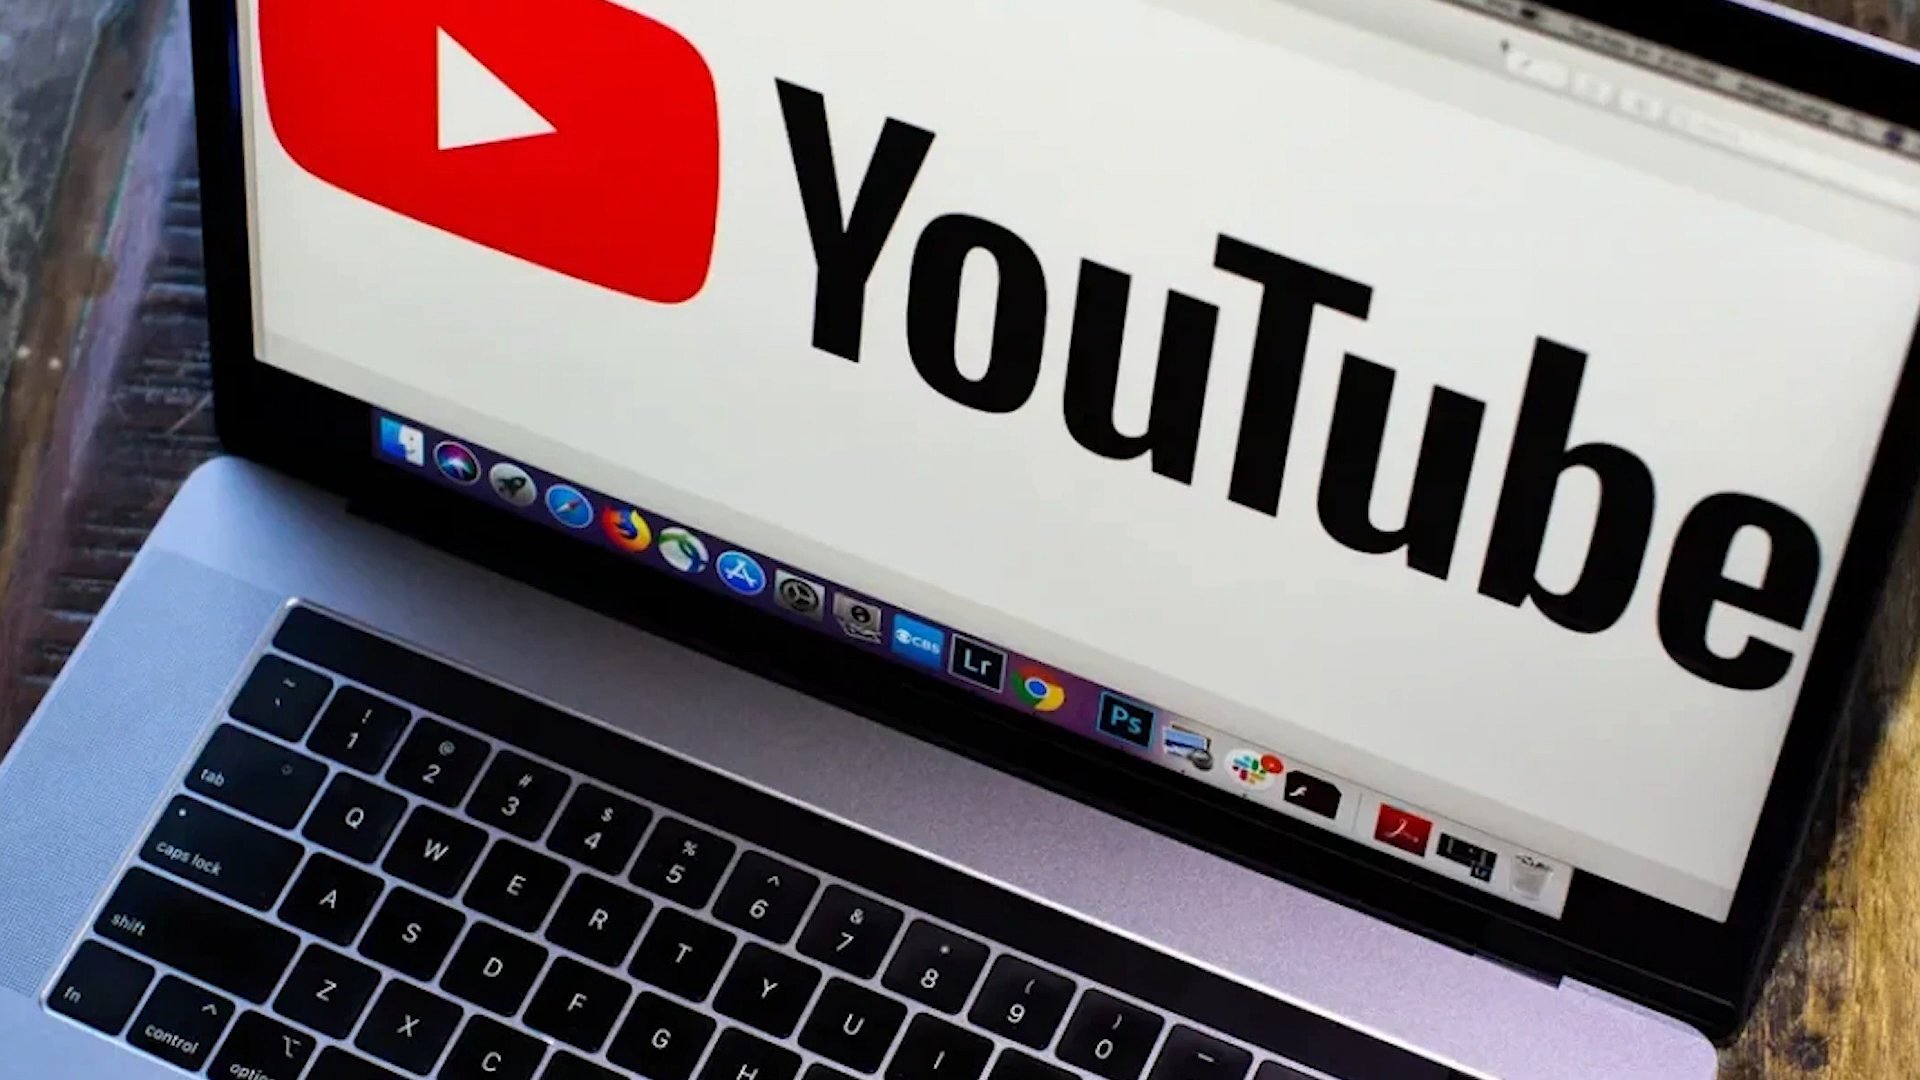 YouTube
CBS
Lr
Ps
~
`
!
1
@
2
#
3
$
4
%
5
^
6
&
7
*
8
(
9
)
0
tab
Q
W
E
R
T
Y
U
I
caps lock
A
S
D
F
G
H
shift
Z
X
C
fn
control